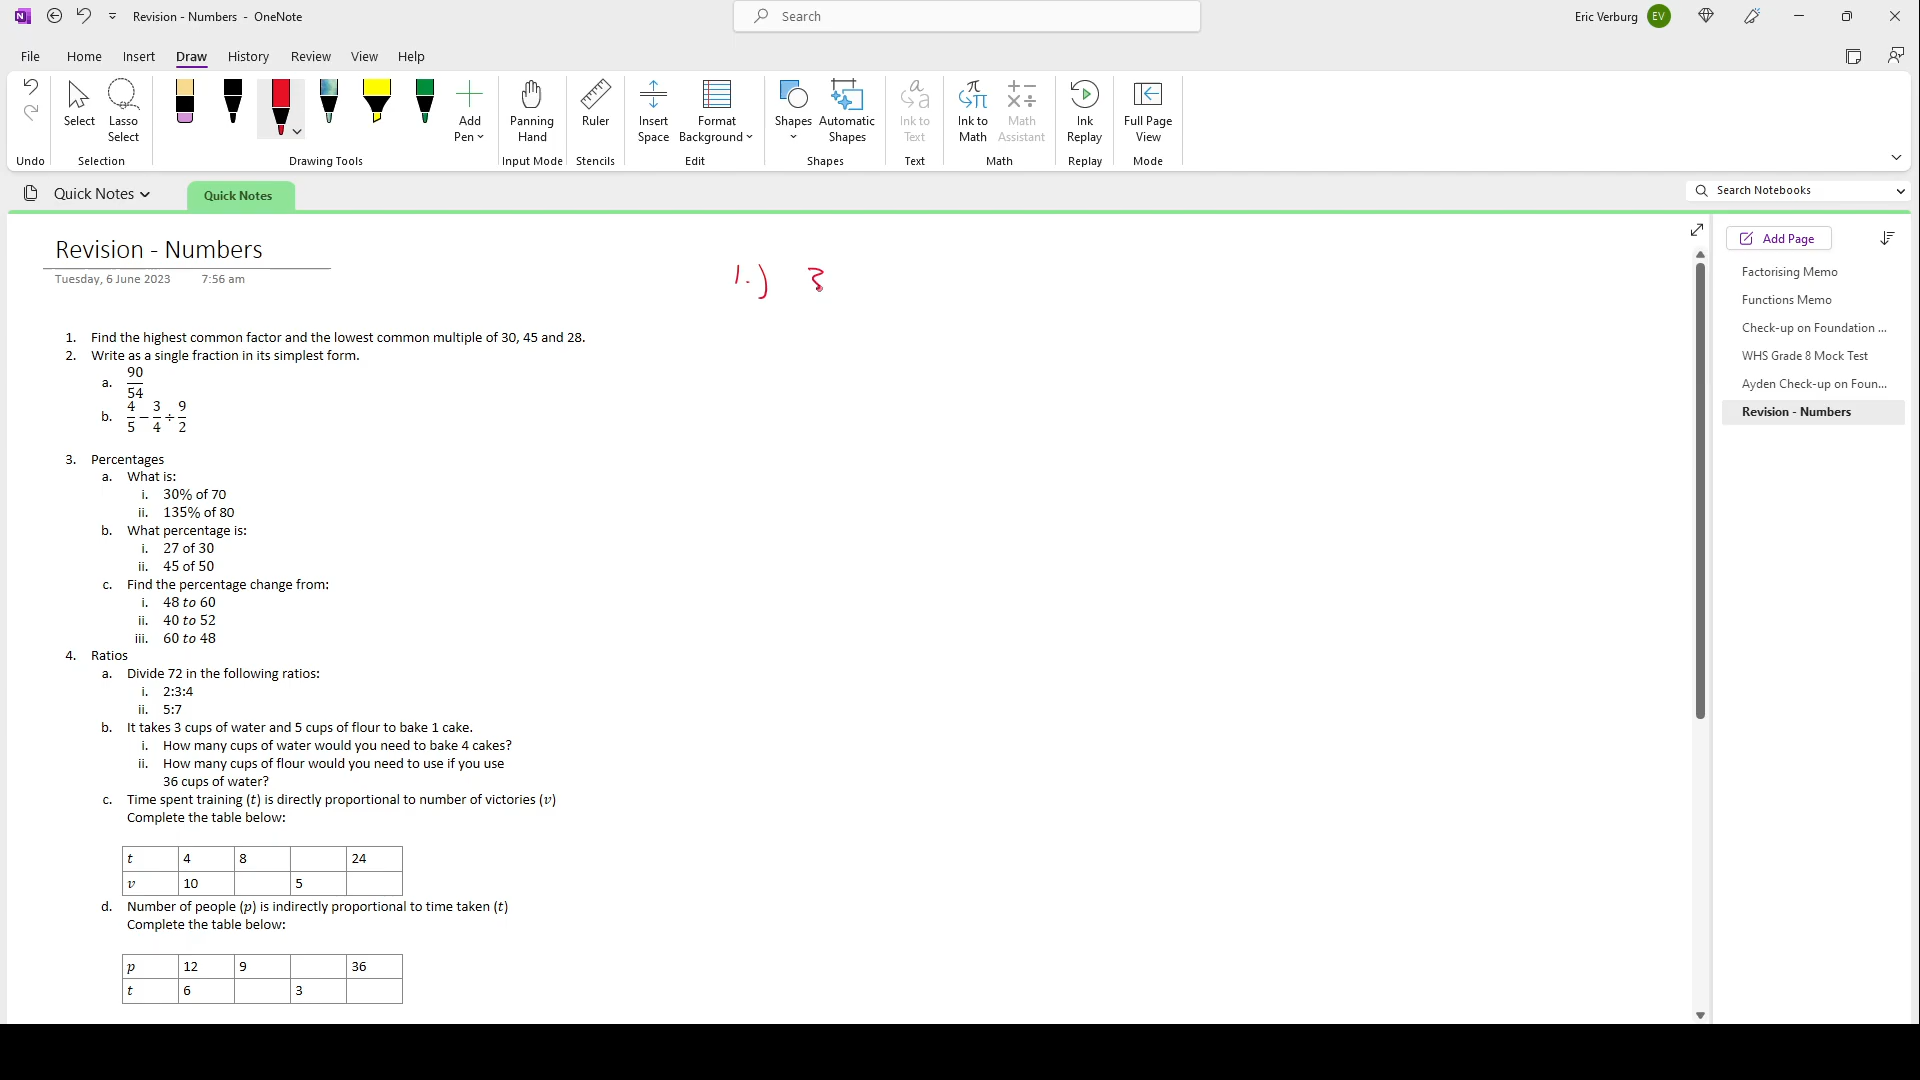 Revision - Numbers - OneNote
Search
Eric Verburg EV
File Home Insert Draw History Review View Help
Select
Lasso Select
Add Pen
Panning Hand
Ruler
Insert Space
Format Background
Shapes
Automatic Shapes
Ink to Text
Ink to Math
Math Assistant
Ink Replay
Full Page View
Undo Selection Drawing Tools Input Mode Stencils Edit Shapes Text Math Replay Mode
Quick Notes Quick Notes Search Notebooks
Revision - Numbers
Tuesday, 6 June 2023 7:56 am
1.) 3
1. Find the highest common factor and the lowest common multiple of 30, 45 and 28.
2. Write as a single fraction in its simplest form.
a. 90/54
b. 4/5 − 3/4 ÷ 9/2
3. Percentages
a. What is:
i. 30% of 70
ii. 135% of 80
b. What percentage is:
i. 27 of 30
ii. 45 of 50
c. Find the percentage change from:
i. 48 to 60
ii. 40 to 52
iii. 60 to 48
4. Ratios
a. Divide 72 in the following ratios:
i. 2:3:4
ii. 5:7
b. It takes 3 cups of water and 5 cups of flour to bake 1 cake.
i. How many cups of water would you need to bake 4 cakes?
ii. How many cups of flour would you need to use if you use
36 cups of water?
c. Time spent training (t) is directly proportional to number of victories (v)
Complete the table below:
t 4 8 24
v 10 5
d. Number of people (p) is indirectly proportional to time taken (t)
Complete the table below:
p 12 9 36
t 6 3
Add Page
Factorising Memo
Functions Memo
Check-up on Foundation ...
WHS Grade 8 Mock Test
Ayden Check-up on Foun...
Revision - Numbers